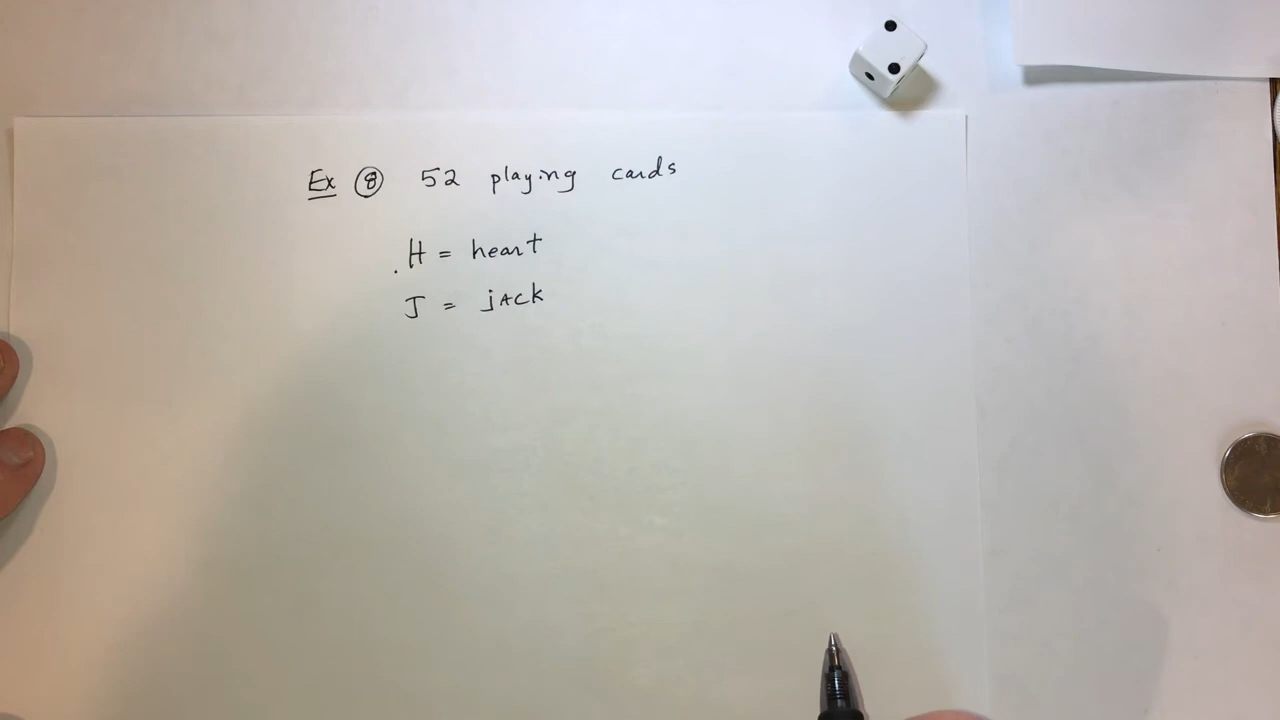 Ex ⑧ 52 playing cards
H = heart
J = jACk